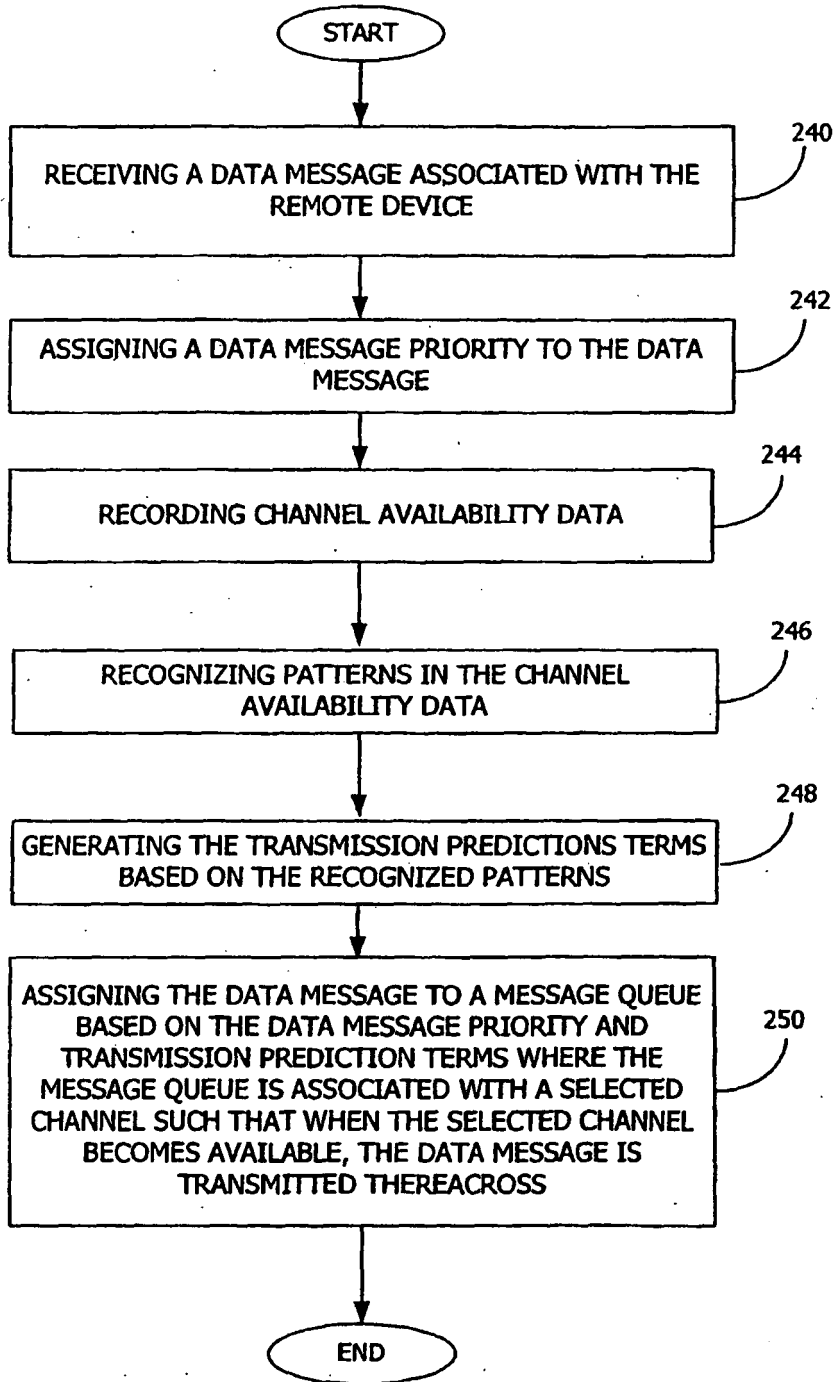 START
240
RECEIVING A DATA MESSAGE ASSOCIATED WITH THE
REMOTE DEVICE
242
ASSIGNING A DATA MESSAGE PRIORITY TO THE DATA
MESSAGE
244
RECORDING CHANNEL AVAILABILITY DATA
246
RECOGNIZING PATTERNS IN THE CHANNEL
AVAILABILITY DATA
248
GENERATING THE TRANSMISSION PREDICTIONS TERMS
BASED ON THE RECOGNIZED PATTERNS
250
ASSIGNING THE DATA MESSAGE TO A MESSAGE QUEUE
BASED ON THE DATA MESSAGE PRIORITY AND
TRANSMISSION PREDICTION TERMS WHERE THE
MESSAGE QUEUE IS ASSOCIATED WITH A SELECTED
CHANNEL SUCH THAT WHEN THE SELECTED CHANNEL
BECOMES AVAILABLE, THE DATA MESSAGE IS
TRANSMITTED THEREACROSS
END